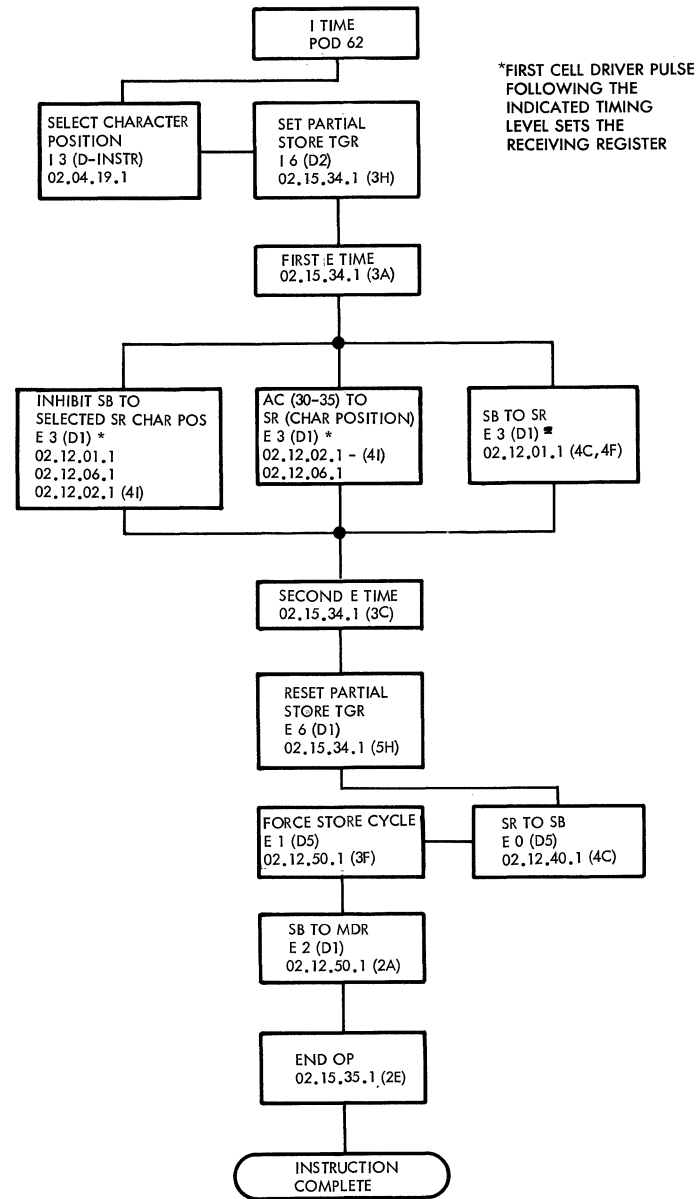 I TIME
POD 62
*FIRST CELL DRIVER PULSE
FOLLOWING THE
INDICATED TIMING
LEVEL SETS THE
RECEIVING REGISTER
SELECT CHARACTER
POSITION
I 3 (D-INSTR)
02.04.19.1
SET PARTIAL
STORE TGR
I 6 (D2)
02.15.34.1 (3H)
FIRST E TIME
02.15.34.1 (3A)
INHIBIT SB TO
SELECTED SR CHAR POS
E 3 (D1) *
02.12.01.1
02.12.06.1
02.12.02.1 (4I)
AC (30-35) TO
SR (CHAR POSITION)
E 3 (D1) *
02.12.02.1 - (4I)
02.12.06.1
SB TO SR
E 3 (D1) *
02.12.01.1 (4C,4F)
SECOND E TIME
02.15.34.1 (3C)
RESET PARTIAL
STORE TGR
E 6 (D1)
02.15.34.1 (5H)
FORCE STORE CYCLE
E 1 (D5)
02.12.50.1 (3F)
SR TO SB
E 0 (D5)
02.12.40.1 (4C)
SB TO MDR
E 2 (D1)
02.12.50.1 (2A)
END OP
02.15.35.1 (2E)
INSTRUCTION
COMPLETE